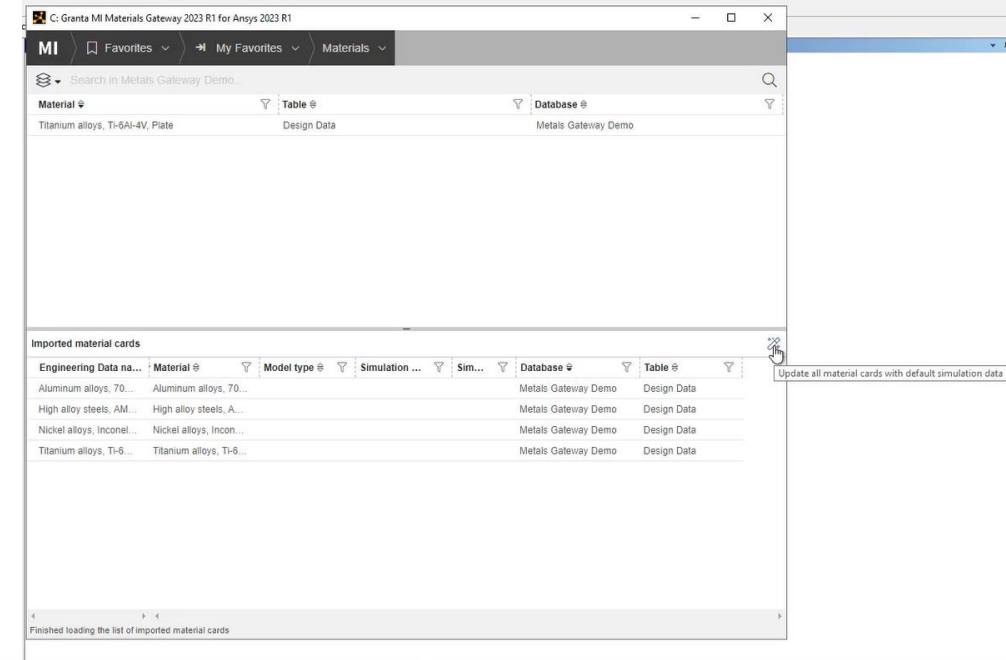 C: Granta MI Materials Gateway 2023 R1 for Ansys 2023 R1
MI Favorites My Favorites Materials
Search in Metals Gateway Demo...
Material Table Database
Titanium alloys, Ti-6Al-4V, Plate Design Data Metals Gateway Demo
Imported material cards
Engineering Data na... Material Model type Simulation ... Sim... Database Table
Update all material cards with default simulation data
Aluminum alloys, 70... Aluminum alloys, 70... Metals Gateway Demo Design Data
High alloy steels, AM... High alloy steels, A... Metals Gateway Demo Design Data
Nickel alloys, Inconel... Nickel alloys, Incon... Metals Gateway Demo Design Data
Titanium alloys, Ti-6... Titanium alloys, Ti-6... Metals Gateway Demo Design Data
Finished loading the list of imported material cards